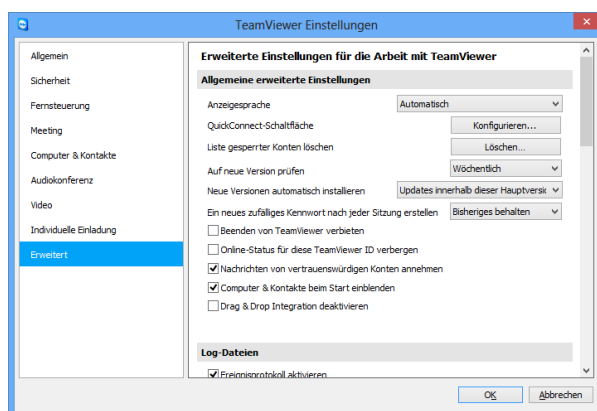 TeamViewer Einstellungen
Allgemein
Sicherheit
Fernsteuerung
Meeting
Computer & Kontakte
Audiokonferenz
Video
Individuelle Einladung
Erweitert
Erweiterte Einstellungen für die Arbeit mit TeamViewer
Allgemeine erweiterte Einstellungen
Anzeigesprache Automatisch
QuickConnect-Schaltfläche Konfigurieren...
Liste gesperrter Konten löschen Löschen...
Auf neue Version prüfen Wöchentlich
Neue Versionen automatisch installieren Updates innerhalb dieser Hauptversic
Ein neues zufälliges Kennwort nach jeder Sitzung erstellen Bisheriges behalten
Beenden von TeamViewer verbieten
Online-Status für diese TeamViewer ID verbergen
Nachrichten von vertrauenswürdigen Konten annehmen
Computer & Kontakte beim Start einblenden
Drag & Drop Integration deaktivieren
Log-Dateien
Ereignisprotokoll aktivieren
OK Abbrechen